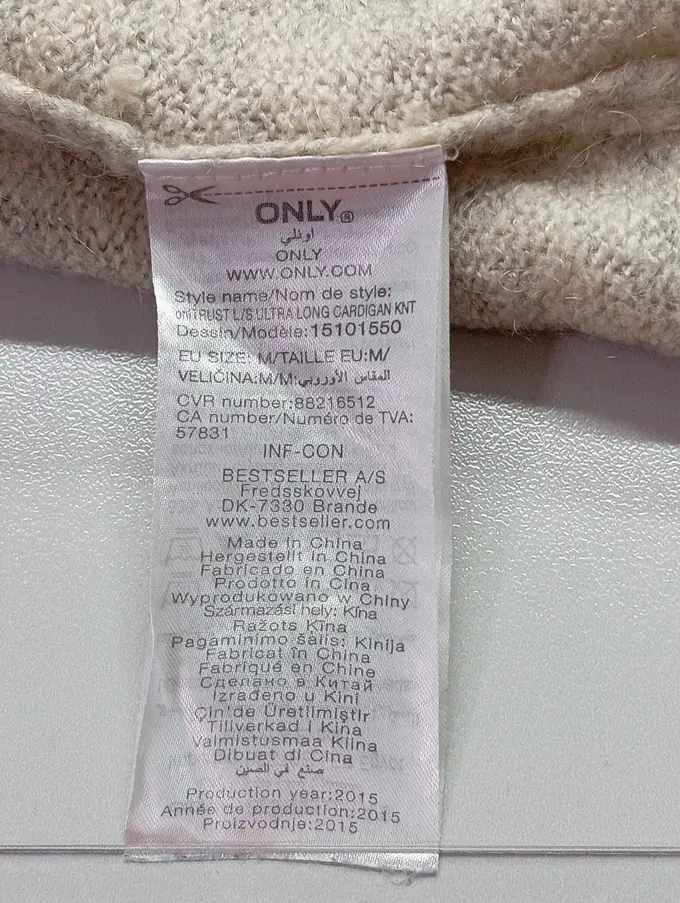 ONLY®
اونلي
ONLY
WWW.ONLY.COM
Style name/Nom de style:
onlTRUST L/S ULTRA LONG CARDIGAN KNT
Dessin/Modèle:15101550
EU SIZE: M/TAILLE EU:M/
VELIČINA:M/M:المقاس الأوروبي
CVR number:88216512
CA number/Numéro de TVA:
57831
INF-CON
BESTSELLER A/S
Fredsskovvej
DK-7330 Brande
www.bestseller.com
Made in China
Hergestellt in China
Fabricado en China
Prodotto in Cina
Wyprodukowano w Chiny
Származási hely: Kína
Ražots Ķīna
Pagaminimo šalis: Kinija
Fabricat în China
Fabriqué en Chine
Сделано в Китай
Izrađeno u Kini
Çin'de Üretilmiştir
Tillverkad i Kina
Valmistusmaa Kiina
Dibuat di Cina
صنع في الصين
Production year:2015
Année de production:2015
Proizvodnje:2015